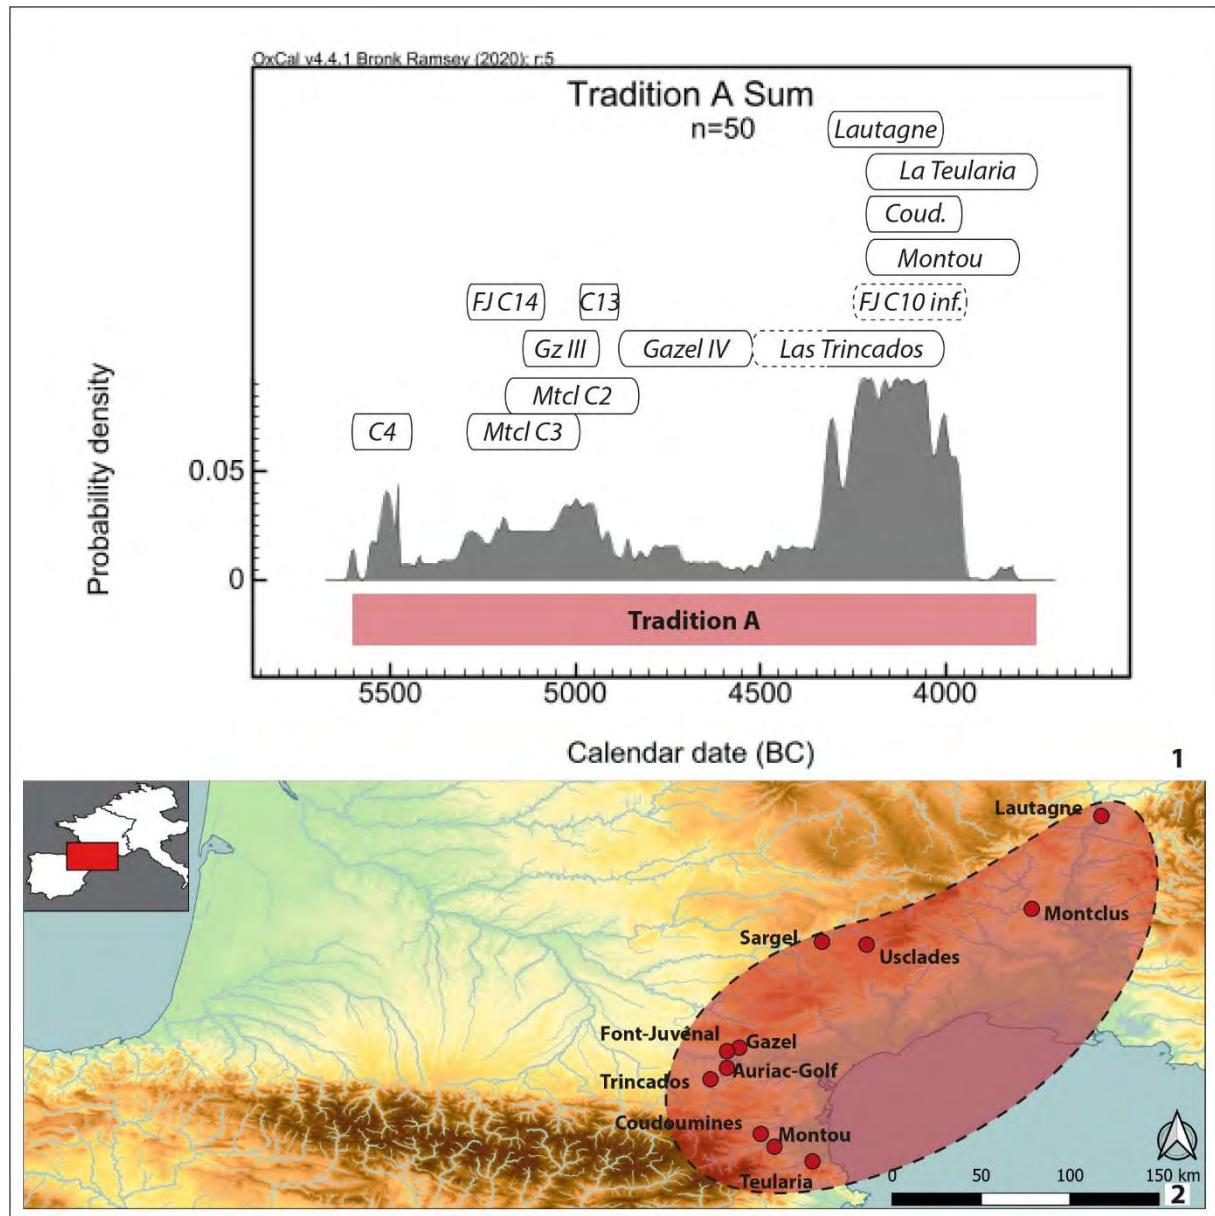 OxCal v4.4.1 Bronk Ramsey (2020); r:5
Tradition A Sum
n=50
Lautagne
La Teularia
Coud.
Montou
FJ C14
C13
FJ C10 inf.
Gz III
Gazel IV
Las Trincados
Mtcl C2
C4
Mtcl C3
Probability density
0.05
0
Tradition A
5500
5000
4500
4000
Calendar date (BC)
1
Lautagne
Montclus
Sargel
Usclades
Font-Juvénal
Gazel
Auriac-Golf
Trincados
Coudoumines
Montou
Teularia
0
50
100
150 km
2